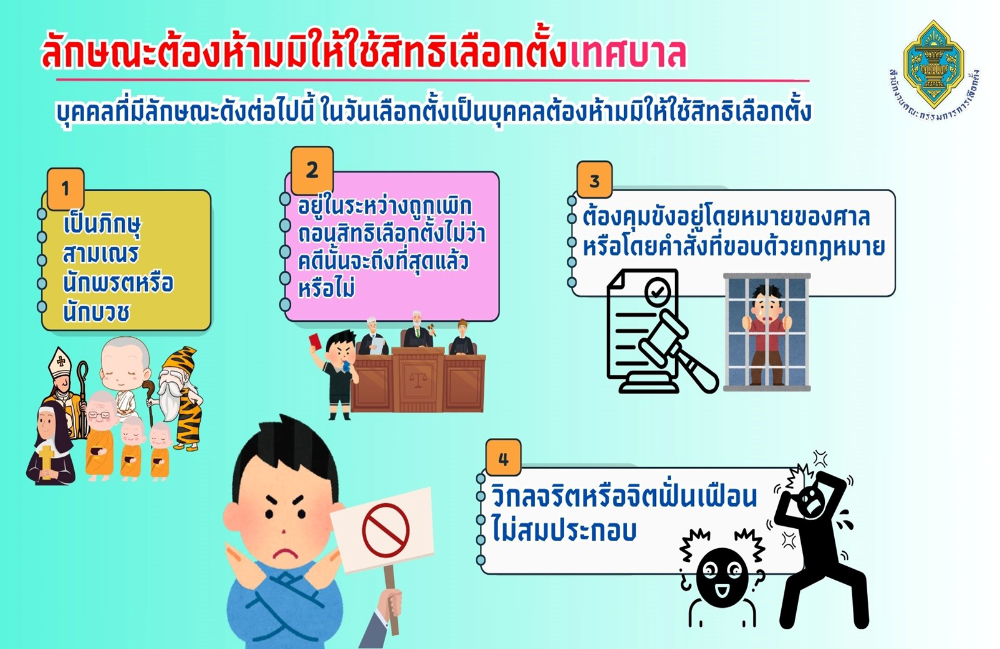 ลักษณะต้องห้ามมิให้ใช้สิทธิเลือกตั้งเทศบาล
บุคคลที่มีลักษณะดังต่อไปนี้ ในวันเลือกตั้งเป็นบุคคลต้องห้ามมิให้ใช้สิทธิเลือกตั้ง
สำนักงานคณะกรรมการการเลือกตั้ง
1
เป็นภิกษุ
สามเณร
นักพรตหรือ
นักบวช
2
อยู่ในระหว่างถูกเพิก
ถอนสิทธิเลือกตั้งไม่ว่า
คดีนั้นจะถึงที่สุดแล้ว
หรือไม่
3
ต้องคุมขังอยู่โดยหมายของศาล
หรือโดยคำสั่งที่ชอบด้วยกฎหมาย
4
วิกลจริตหรือจิตฟั่นเฟือน
ไม่สมประกอบ